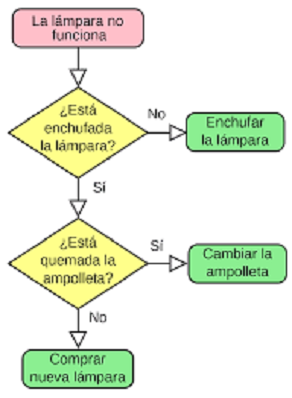 La lámpara no
funciona
¿Está
enchufada
la lámpara?
No
Enchufar
la lámpara
Sí
¿Está
quemada la
ampolleta?
Sí
Cambiar la
ampolleta
No
Comprar
nueva lámpara